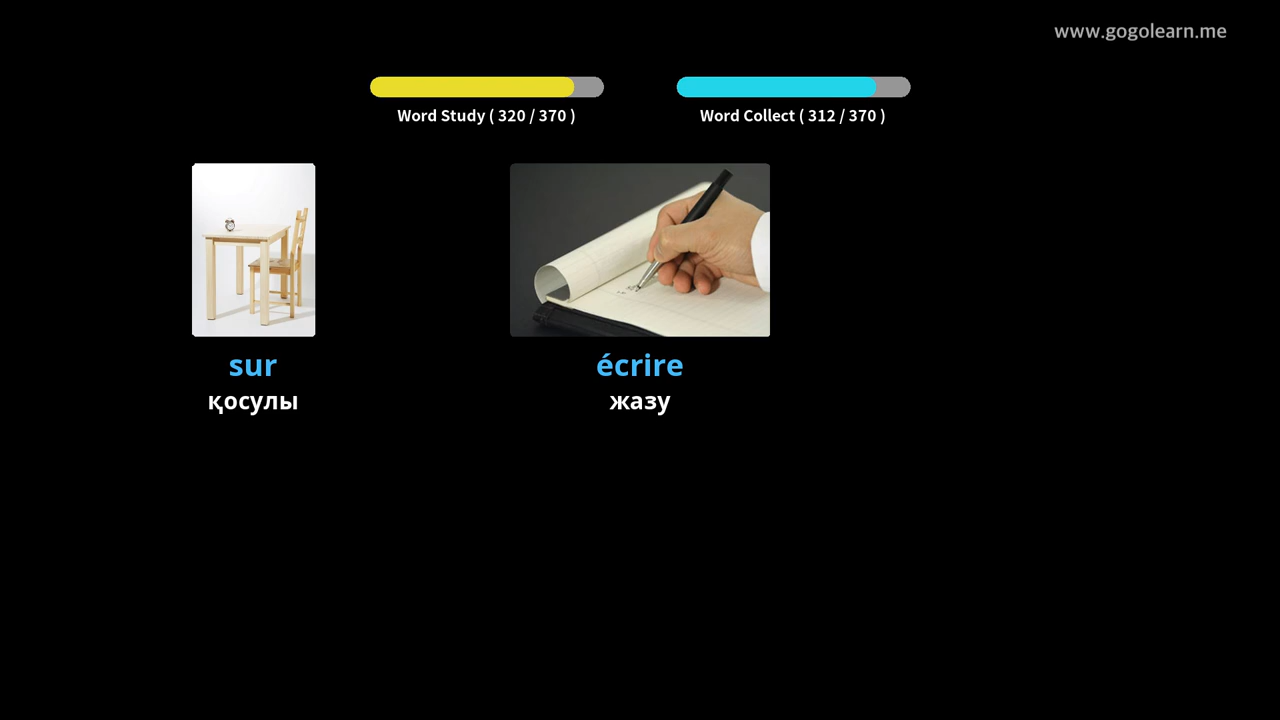 www.gogolearn.me
Word Study ( 320 / 370 )
Word Collect ( 312 / 370 )
sur
қосулы
écrire
жазу